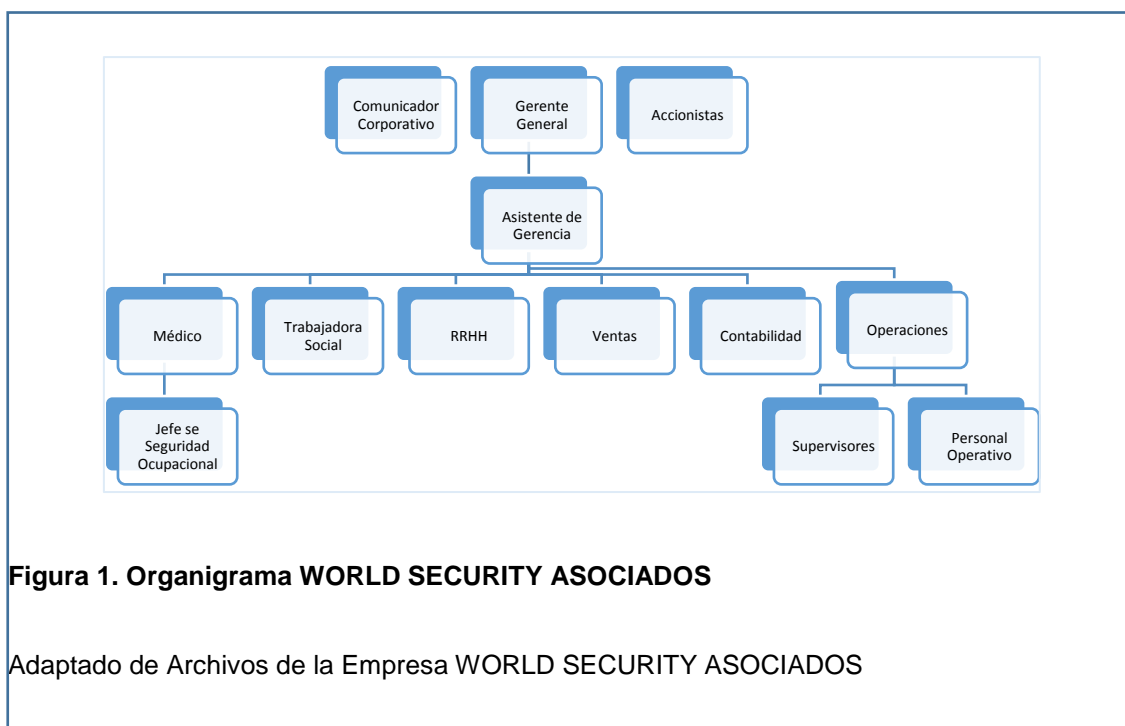 Comunicador
Corporativo
Gerente
General
Accionistas
Asistente de
Gerencia
Médico
Trabajadora
Social
RRHH
Ventas
Contabilidad
Operaciones
Jefe se
Seguridad
Ocupacional
Supervisores
Personal
Operativo
Figura 1. Organigrama WORLD SECURITY ASOCIADOS
Adaptado de Archivos de la Empresa WORLD SECURITY ASOCIADOS